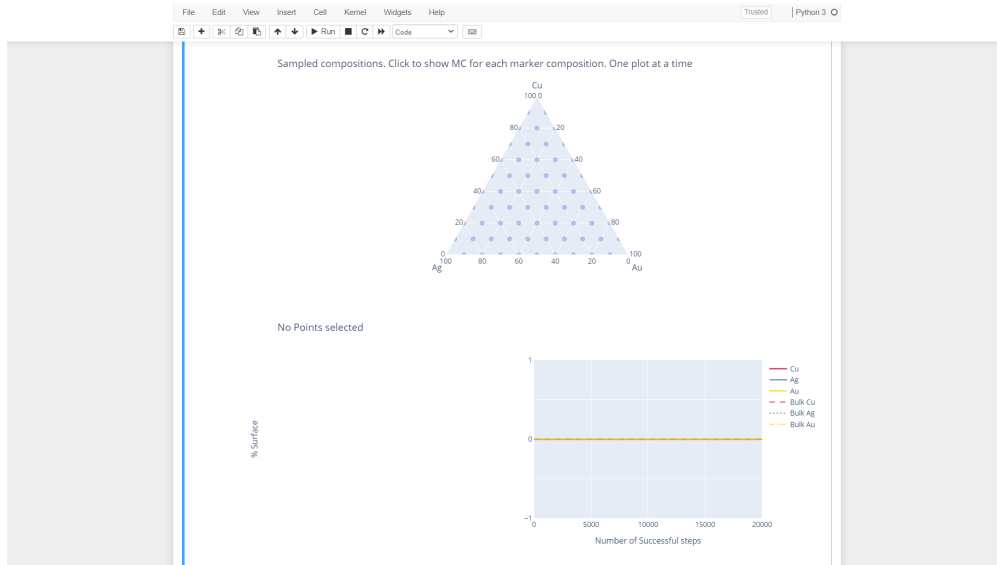 File Edit View Insert Cell Kernel Widgets Help Trusted Python 3
Run Code
Sampled compositions. Click to show MC for each marker composition. One plot at a time
Cu
100 0
80 20
60 40
40 60
20 80
0 100
100 80 60 40 20 0
Ag Au
No Points selected
1
Cu
Ag
Au
Bulk Cu
Bulk Ag
Bulk Au
0
% Surface
−1
0 5000 10000 15000 20000
Number of Successful steps